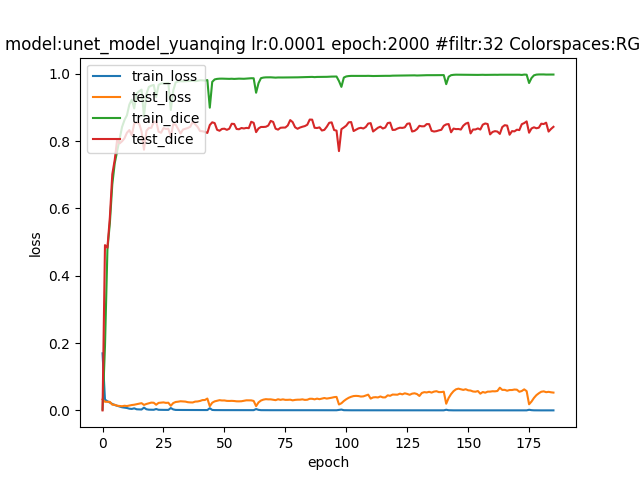 model:unet_model_yuanqing lr:0.0001 epoch:2000 #filtr:32 Colorspaces:RG
train_loss
test_loss
train_dice
test_dice
1.0
0.8
0.6
0.4
0.2
0.0
loss
0 25 50 75 100 125 150 175
epoch